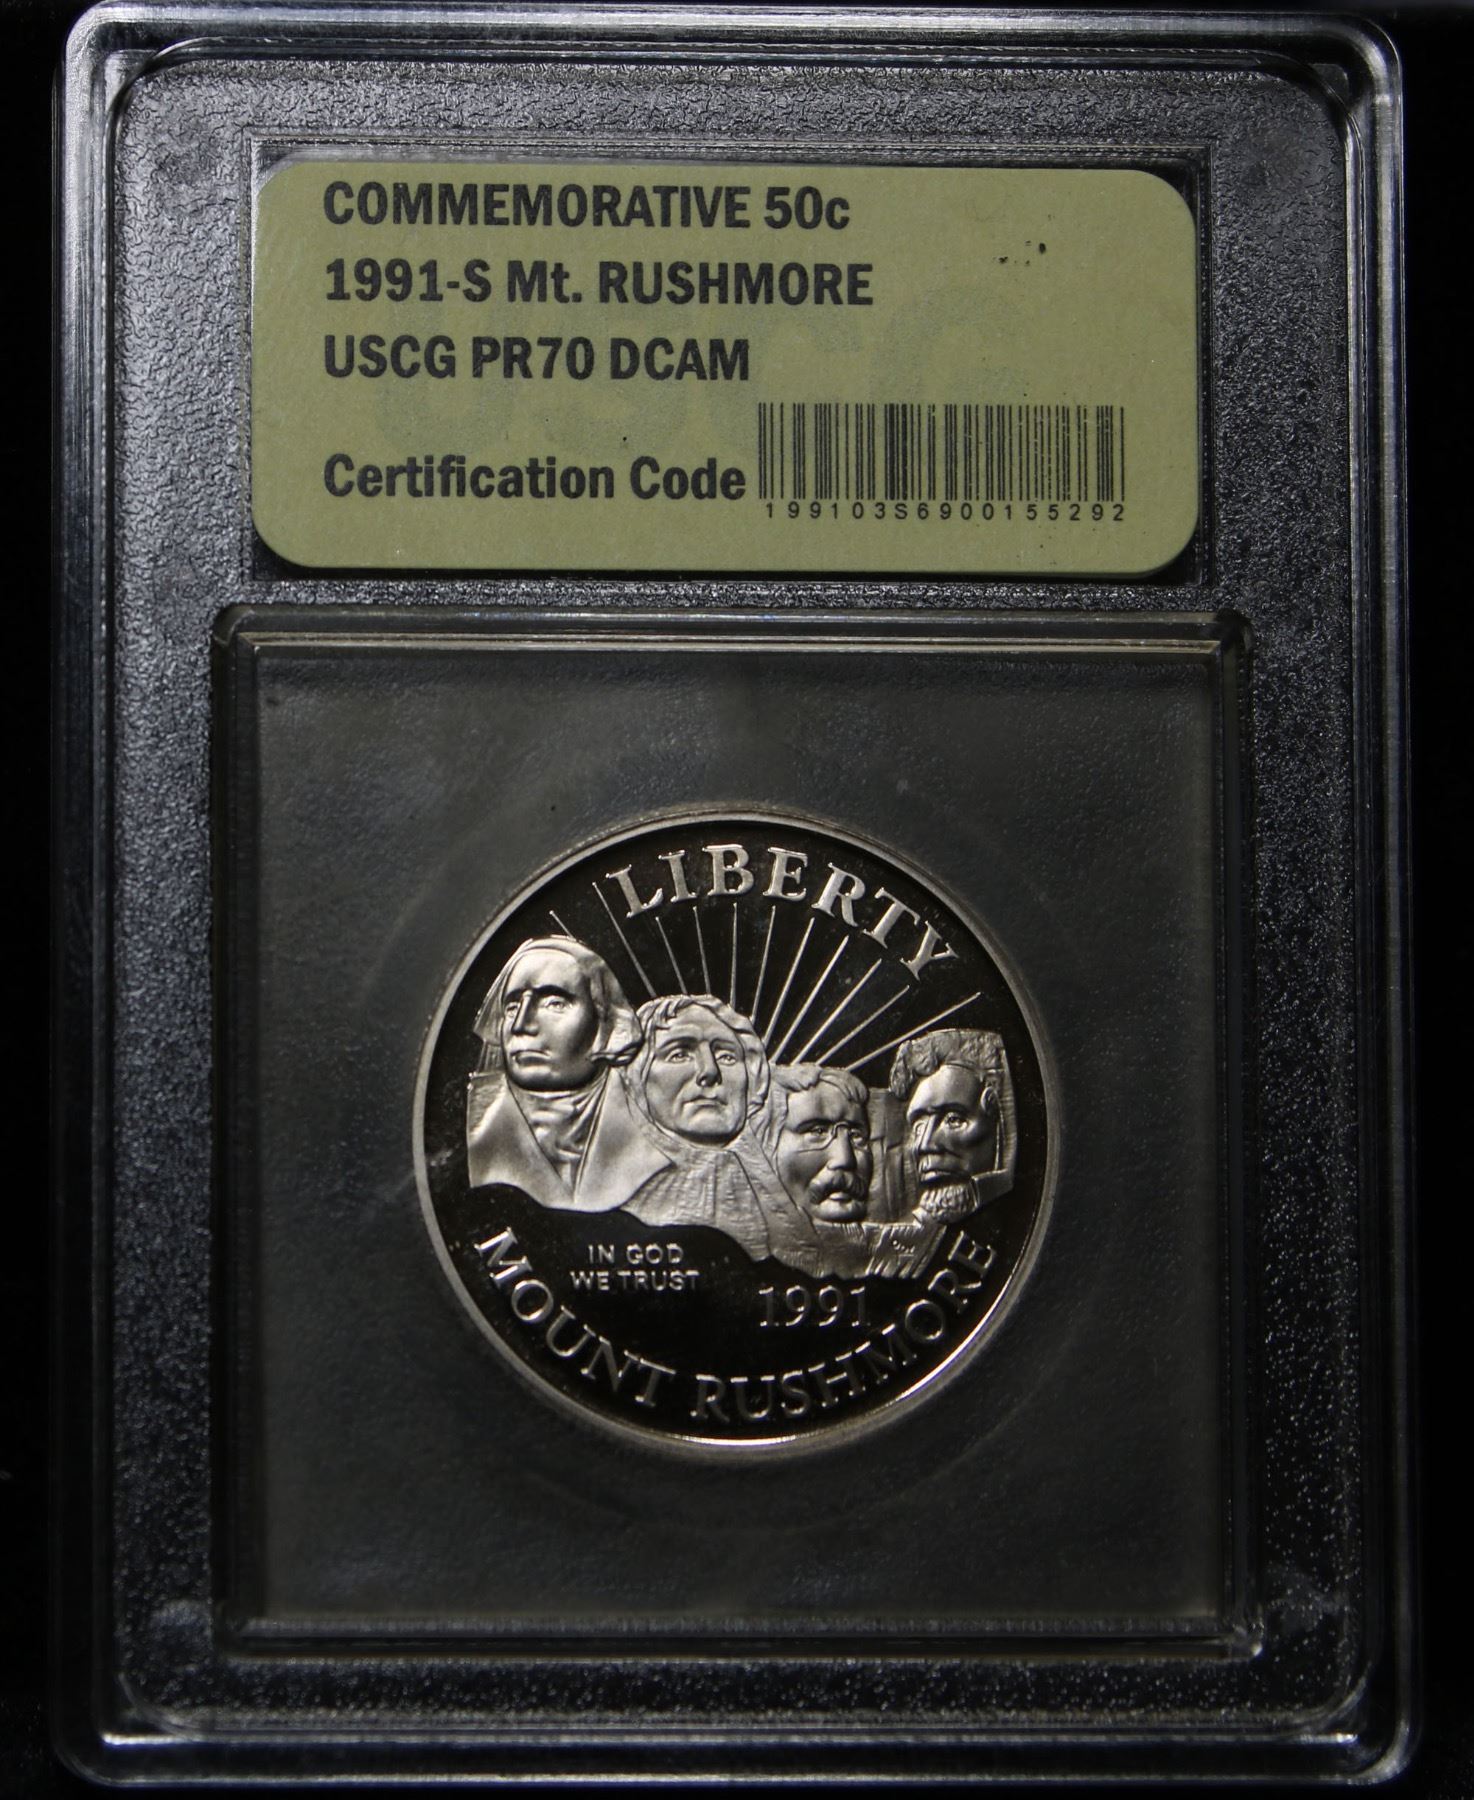 COMMEMORATIVE 50c
1991-S Mt. RUSHMORE
USCG PR70 DCAM
Certification Code
199103S6900155292
LIBERTY
IN GOD
WE TRUST
1991
MOUNT RUSHMORE